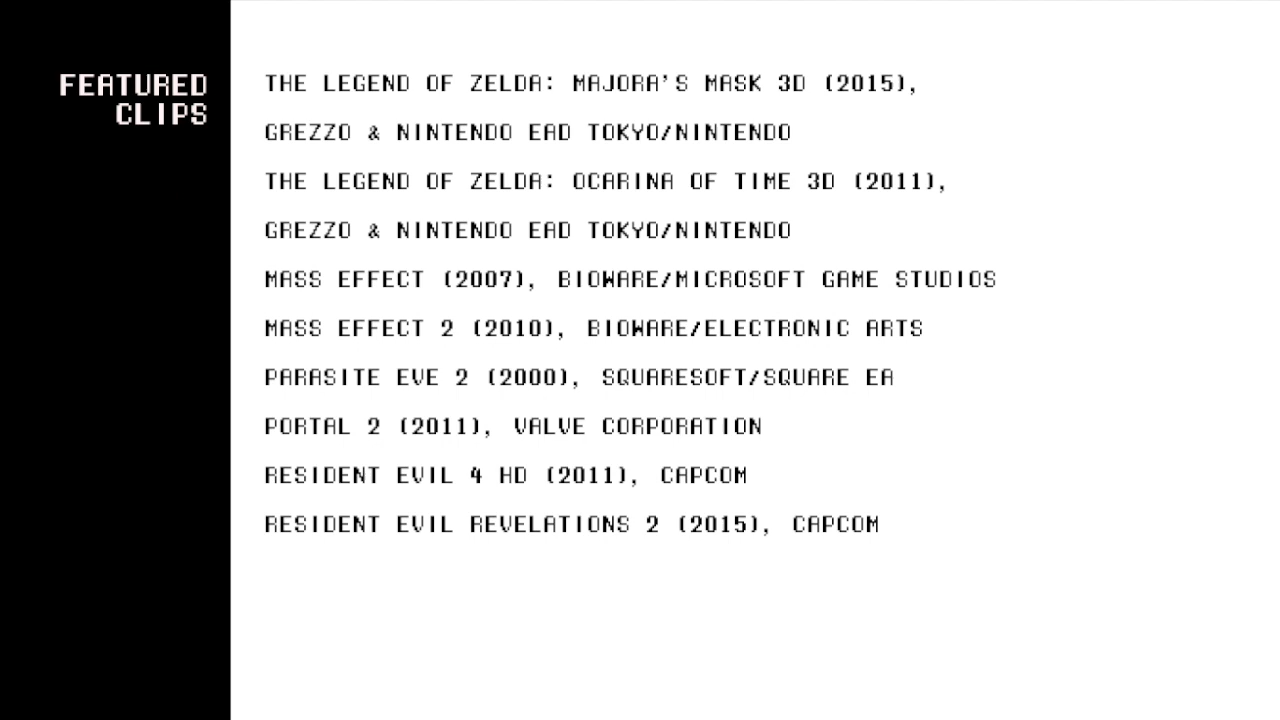 FEATURED
CLIPS
THE LEGEND OF ZELDA: MAJORA'S MASK 3D (2015),
GREZZO & NINTENDO EAD TOKYO/NINTENDO
THE LEGEND OF ZELDA: OCARINA OF TIME 3D (2011),
GREZZO & NINTENDO EAD TOKYO/NINTENDO
MASS EFFECT (2007), BIOWARE/MICROSOFT GAME STUDIOS
MASS EFFECT 2 (2010), BIOWARE/ELECTRONIC ARTS
PARASITE EVE 2 (2000), SQUARESOFT/SQUARE EA
PORTAL 2 (2011), VALVE CORPORATION
RESIDENT EVIL 4 HD (2011), CAPCOM
RESIDENT EVIL REVELATIONS 2 (2015), CAPCOM